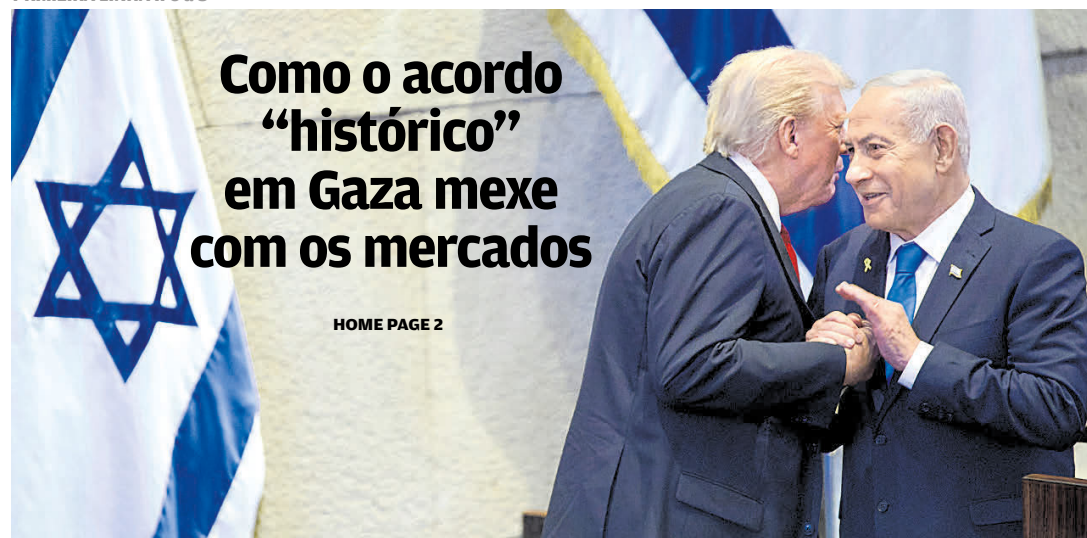 Como o acordo
“histórico”
em Gaza mexe
com os mercados
HOME PAGE 2